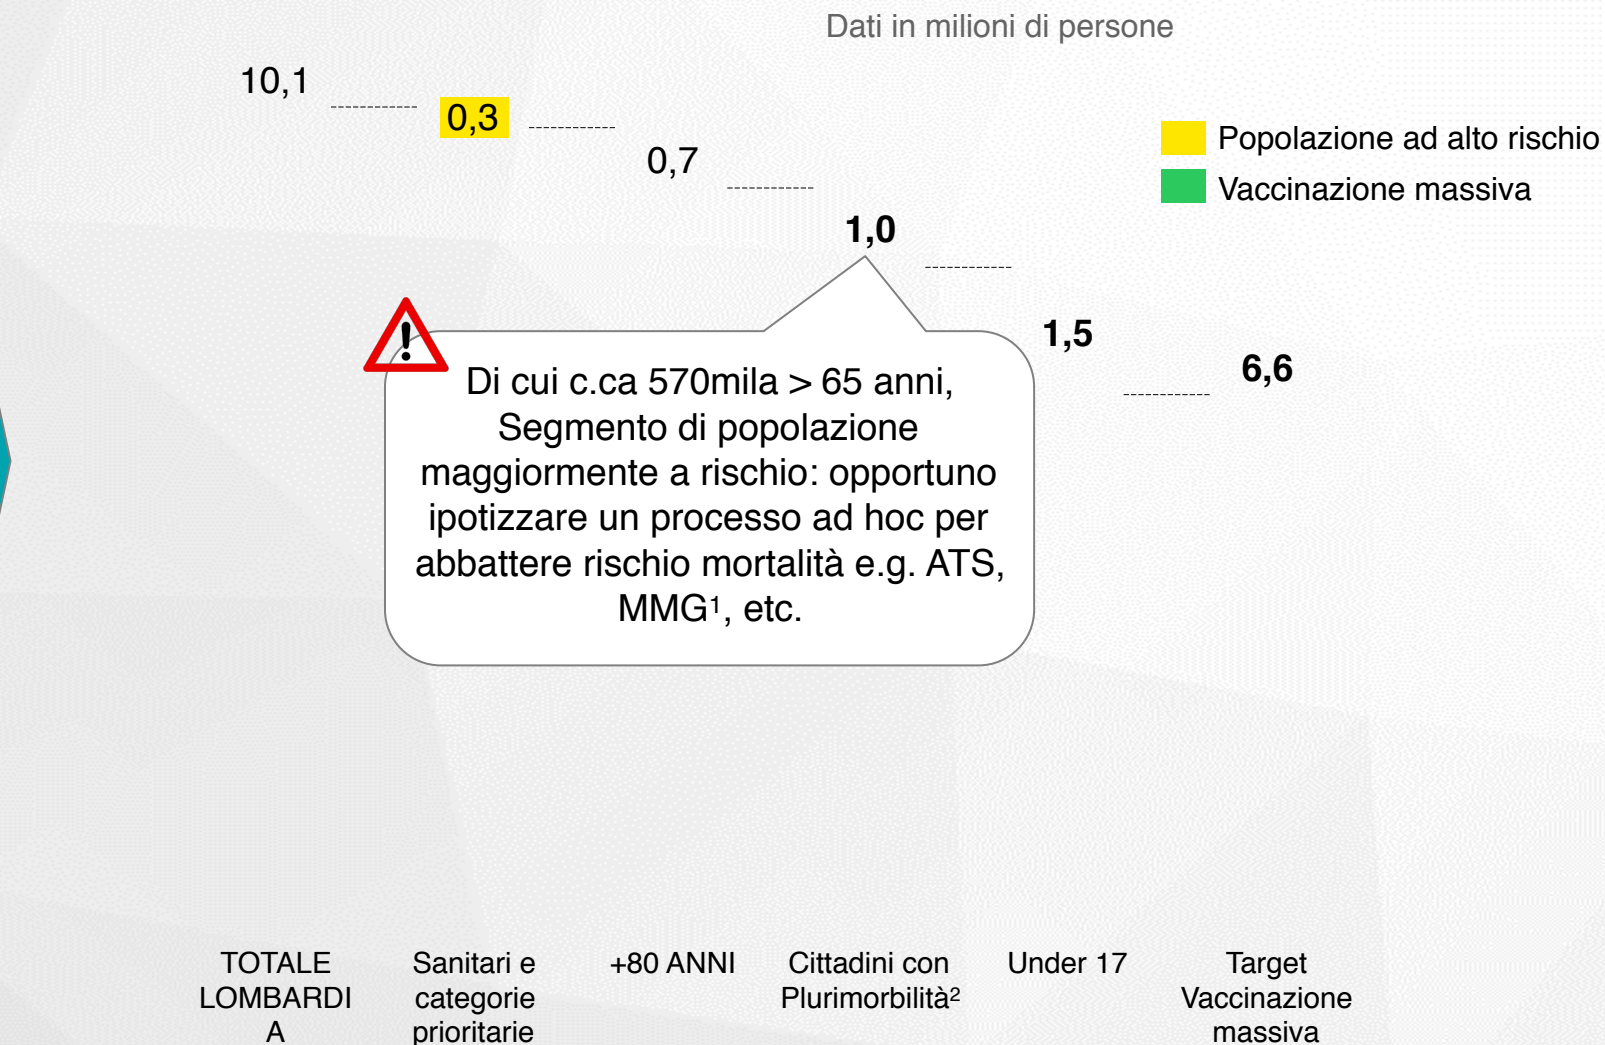 Dati in milioni di persone
10,1
0,3
0,7
1,0
1,5
6,6
Popolazione ad alto rischio
Vaccinazione massiva
Di cui c.ca 570mila > 65 anni,
Segmento di popolazione
maggiormente a rischio: opportuno
ipotizzare un processo ad hoc per
abbattere rischio mortalità e.g. ATS,
MMG¹, etc.
TOTALE
LOMBARDI
A
Sanitari e
categorie
prioritarie
+80 ANNI
Cittadini con
Plurimorbilità²
Under 17
Target
Vaccinazione
massiva